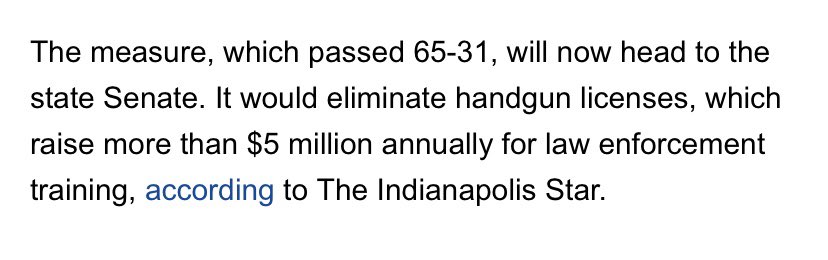 The measure, which passed 65-31, will now head to the
state Senate. It would eliminate handgun licenses, which
raise more than $5 million annually for law enforcement
training, according to The Indianapolis Star.